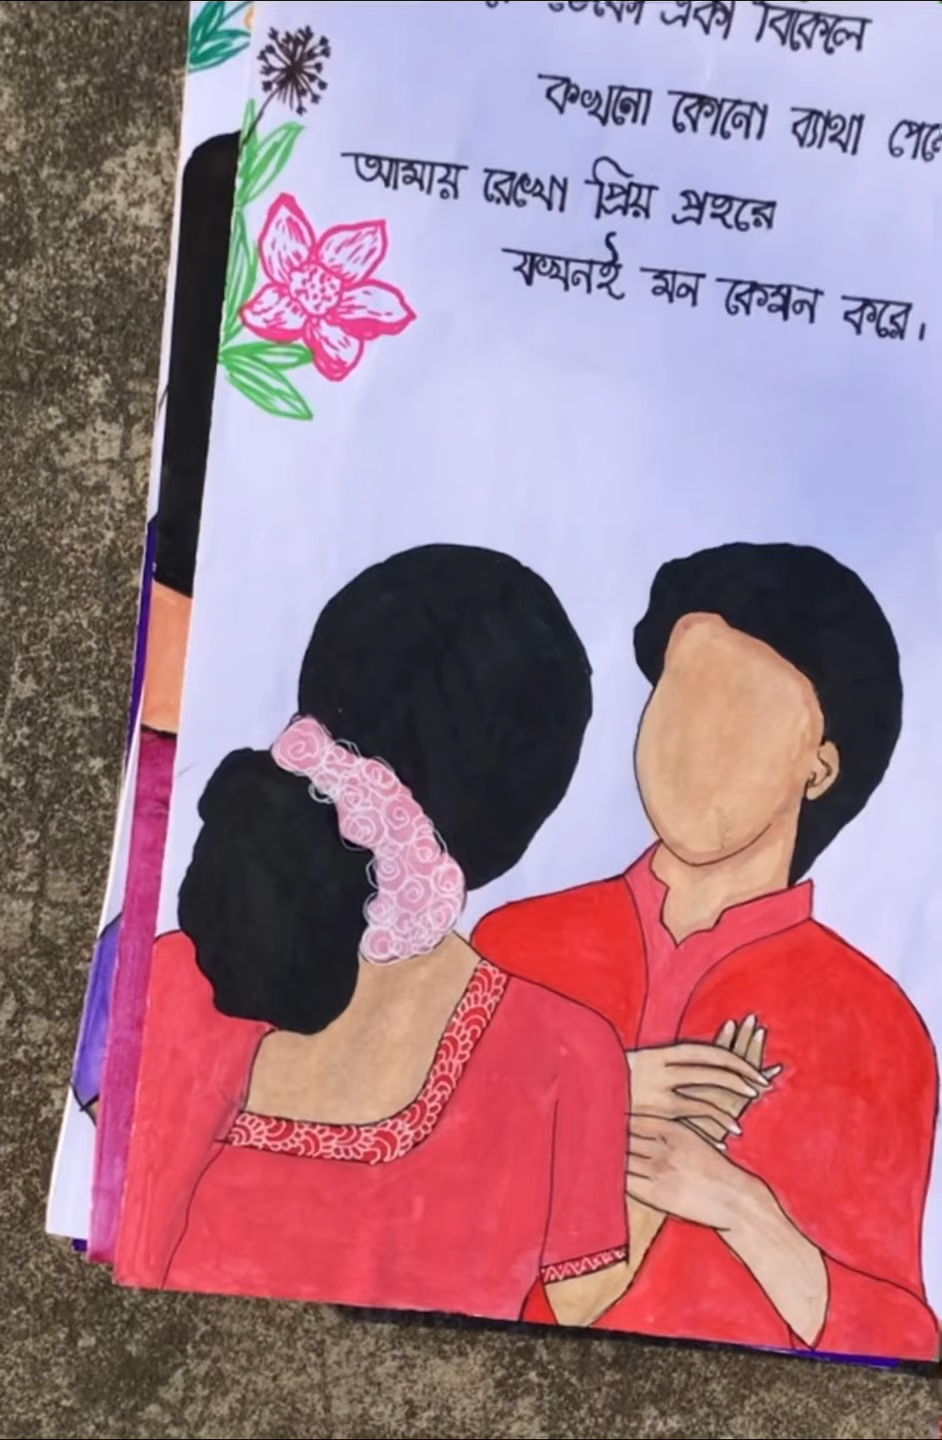 একা বিকেলে
কখনো কোনো ব্যাথা
আমায় রেখো প্রিয় প্রহরে
যখনই মন কেমন করে।